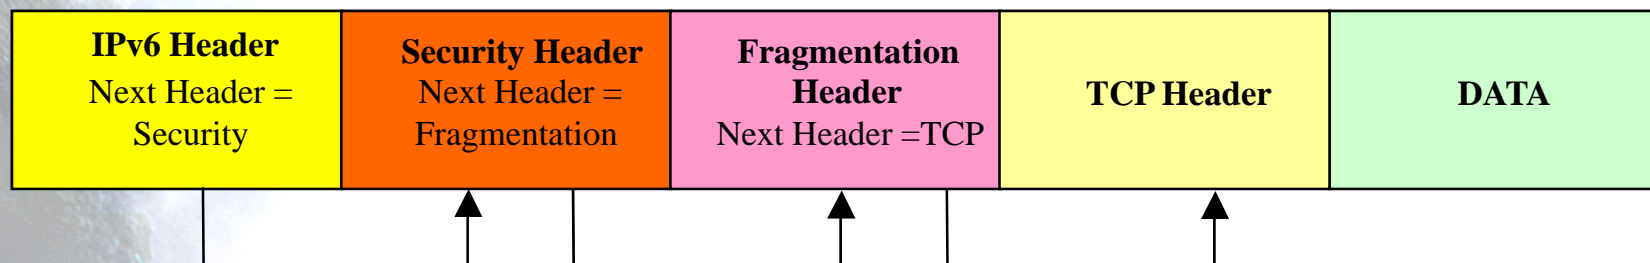 IPv6 Header
Next Header =
Security
Security Header
Next Header =
Fragmentation
Fragmentation
Header
Next Header =TCP
TCP Header
DATA